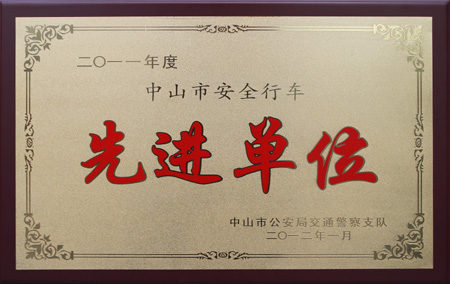 二〇一一年度
中山市安全行车
先进单位
中山市公安局交通警察支队
二〇一二年一月